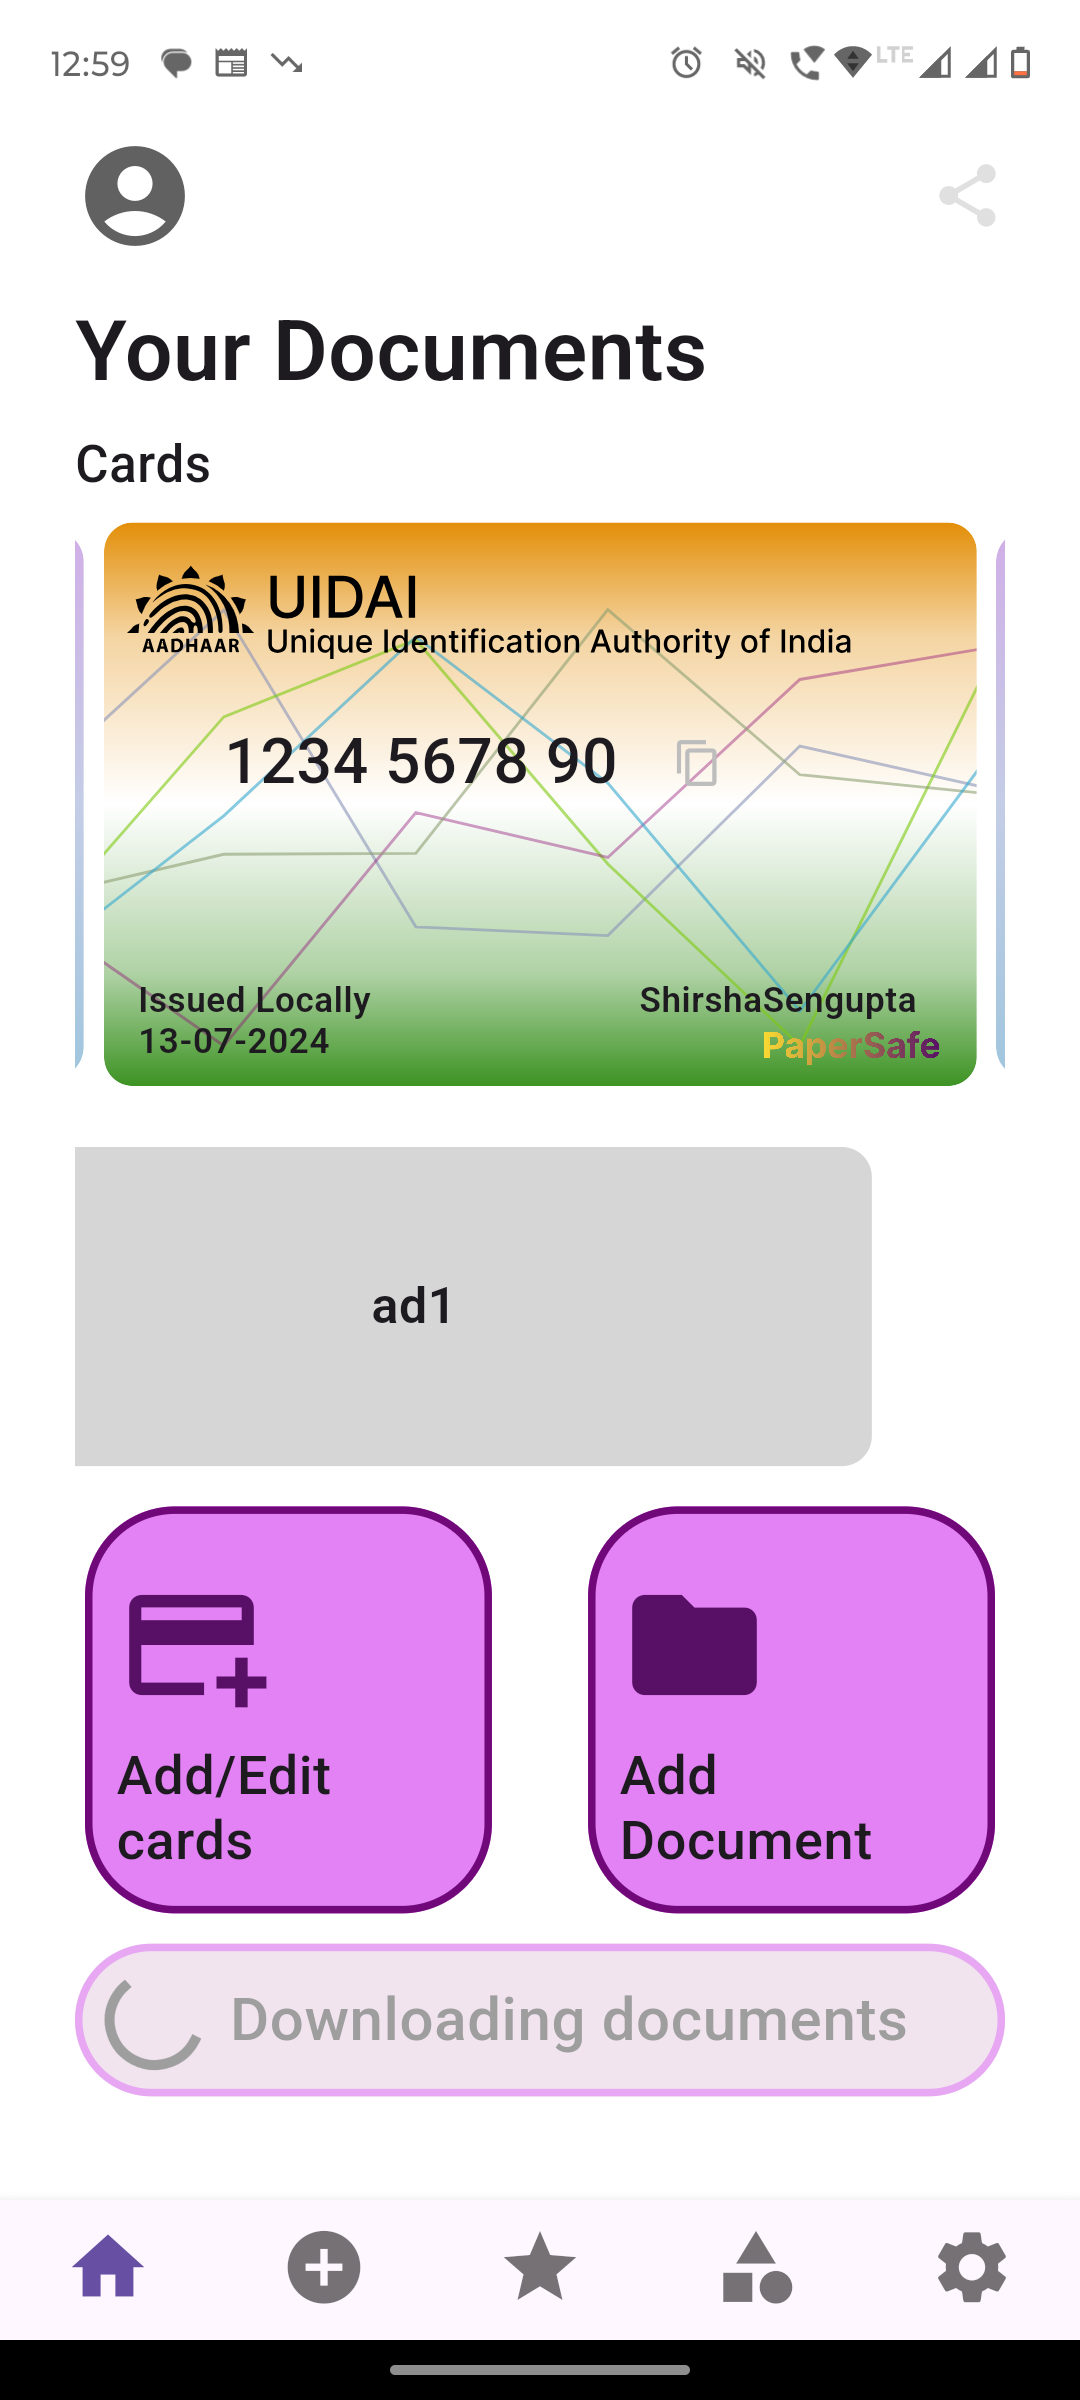 12:59
LTE
Your Documents
Cards
UIDAI
AADHAAR
Unique Identification Authority of India
1234 5678 90
Issued Locally
ShirshaSengupta
13-07-2024
PaperSafe
ad1
Add/Edit
cards
Add
Document
Downloading documents